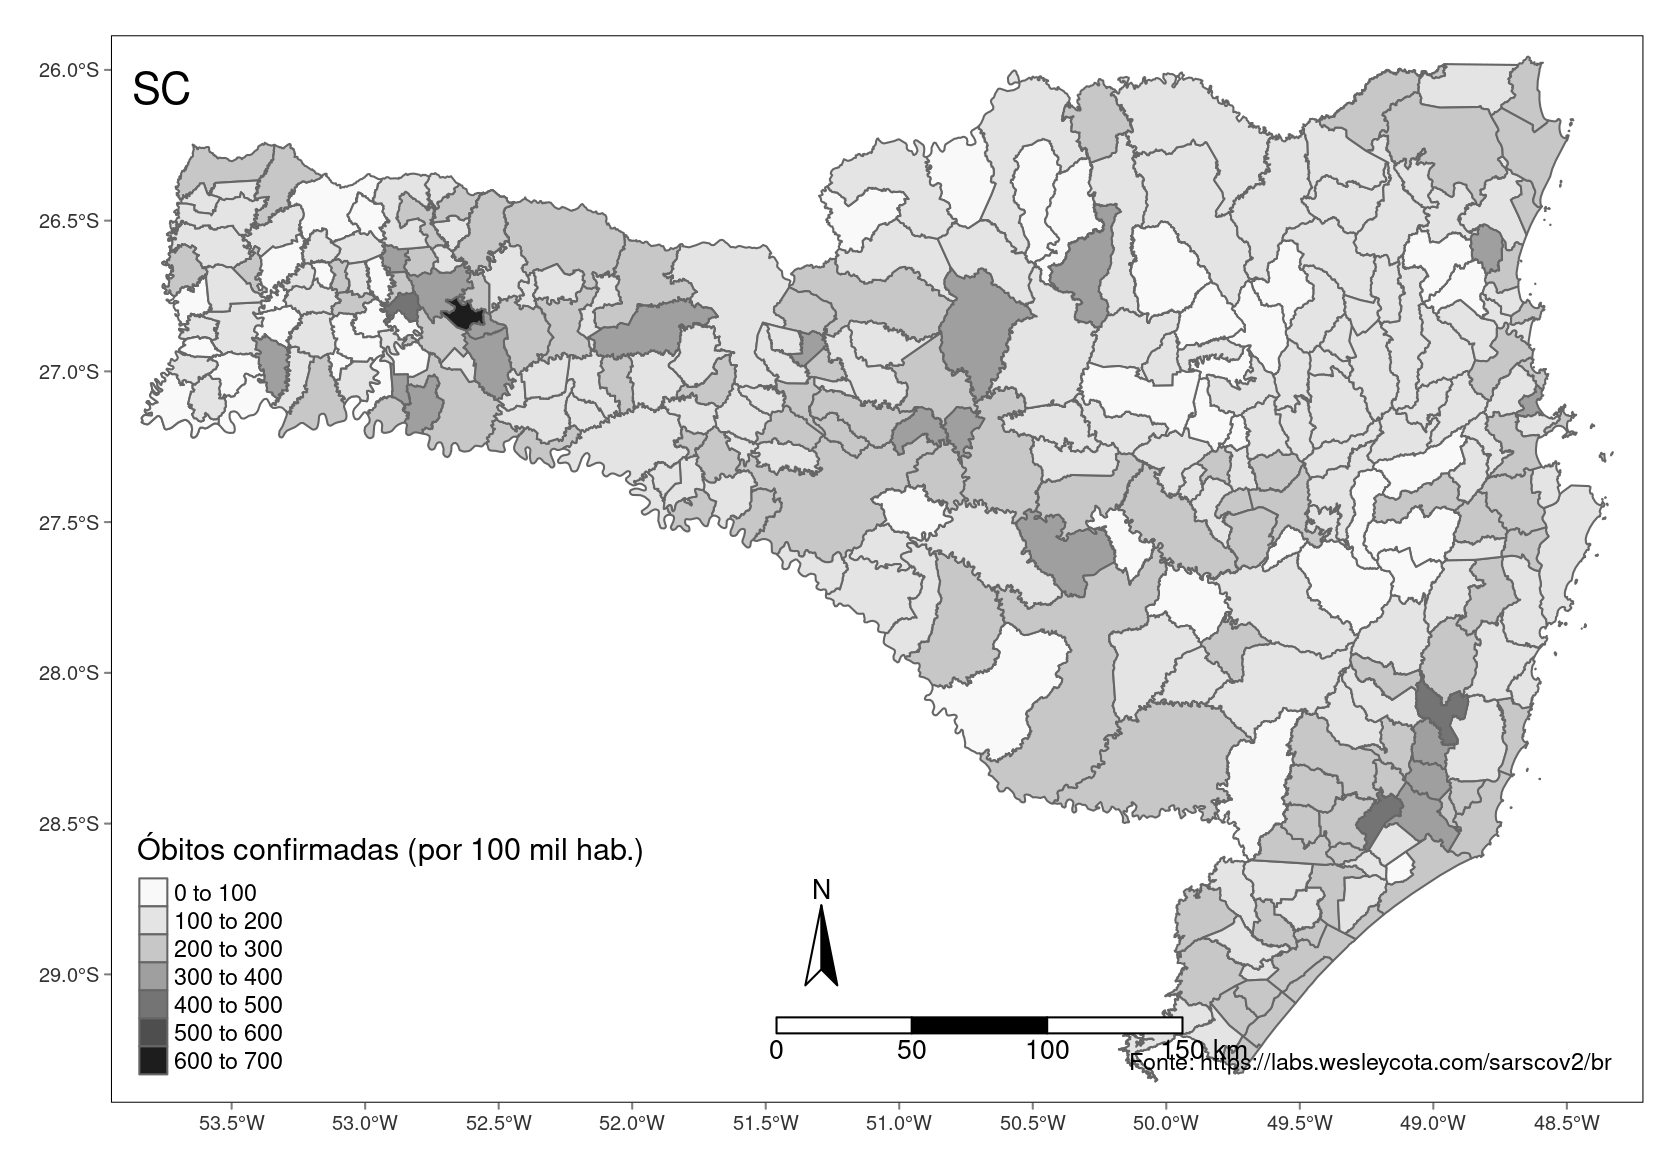 SC
26.0°S
26.5°S
27.0°S
27.5°S
28.0°S
28.5°S
29.0°S
Óbitos confirmadas (por 100 mil hab.)
0 to 100
100 to 200
200 to 300
300 to 400
400 to 500
500 to 600
600 to 700
N
0 50 100 150 km
Fonte: https://labs.wesleycota.com/sarscov2/br
53.5°W 53.0°W 52.5°W 52.0°W 51.5°W 51.0°W 50.5°W 50.0°W 49.5°W 49.0°W 48.5°W